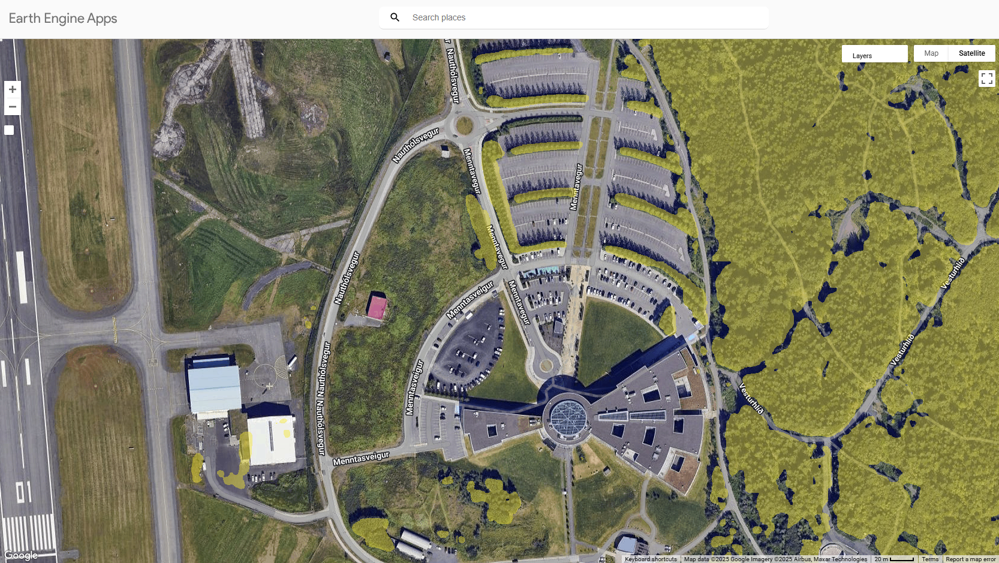 Earth Engine Apps
Search places
Layers
Map
Satellite
Nauthólsvegur
Nauthólsvegur
Menntavegur
Menntavegur
Menntavegur
Nauthólsvegur
Menntasveigur
Menntavegur
Vesturhlíð
Vesturhlíð
Nauthólsvegur
Menntasveigur
Vesturhlíð
Nauthólsvegur
Menntasveigur
01
Google
Keyboard shortcuts
Map data ©2025 Google Imagery ©2025 Airbus, Maxar Technologies
20 m
Terms
Report a map error